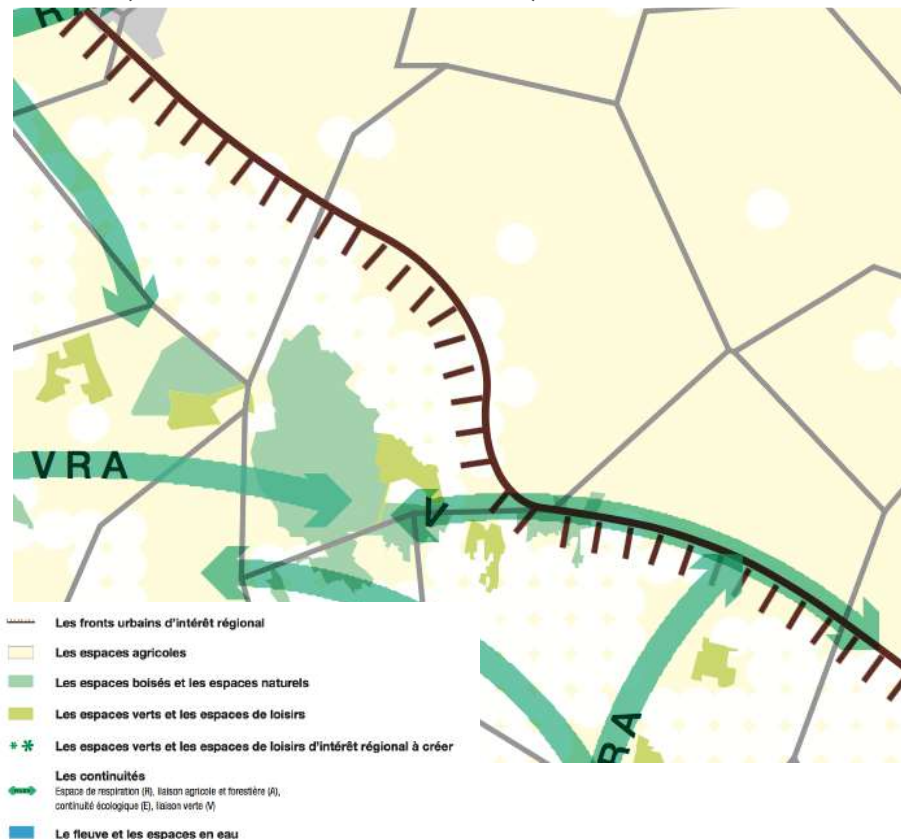 RA
VRA
V
RA
Les fronts urbains d'intérêt régional
Les espaces agricoles
Les espaces boisés et les espaces naturels
Les espaces verts et les espaces de loisirs
Les espaces verts et les espaces de loisirs d'intérêt régional à créer
Les continuités
Espace de respiration (R), liaison agricole et forestière (A),
continuité écologique (E), liaison verte (V)
Le fleuve et les espaces en eau